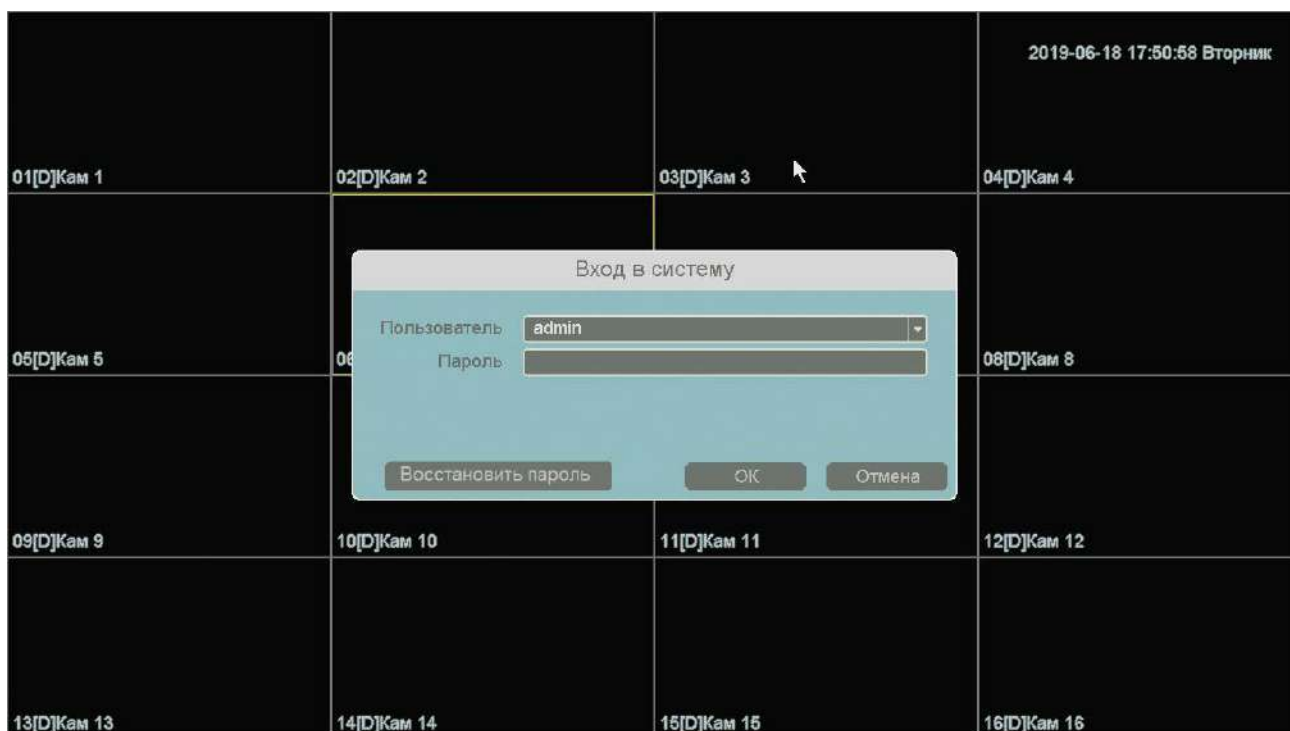 2019-06-18 17:50:58 Вторник
01[D]Кам 1
02[D]Кам 2
03[D]Кам 3
04[D]Кам 4
Вход в систему
Пользователь admin
Пароль
05[D]Кам 5
06
08[D]Кам 8
Восстановить пароль
OK
Отмена
09[D]Кам 9
10[D]Кам 10
11[D]Кам 11
12[D]Кам 12
13[D]Кам 13
14[D]Кам 14
15[D]Кам 15
16[D]Кам 16